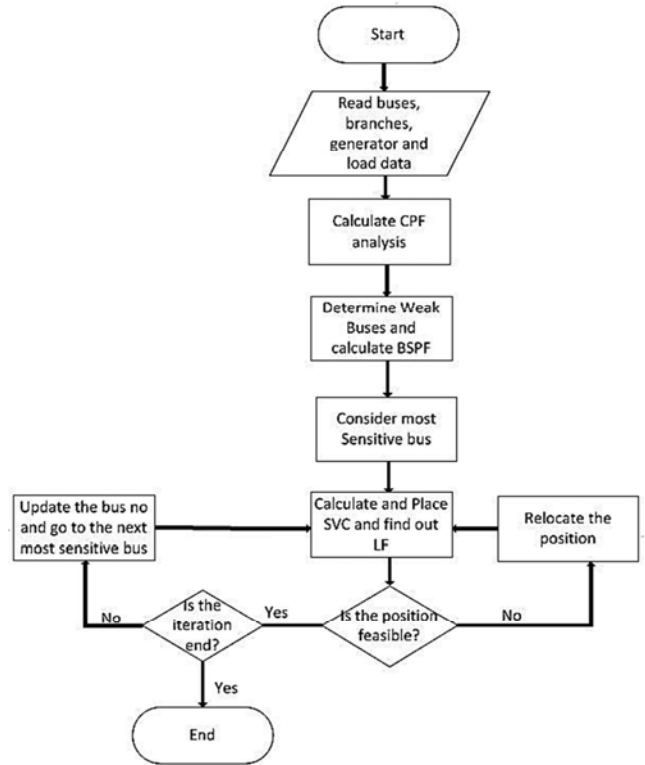 Start
Read buses,
branches,
generator and
load data
Calculate CPF
analysis
Determine Weak
Buses and
calculate BSPF
Consider most
Sensitive bus
Update the bus no
and go to the next
most sensitive bus
Calculate and Place
SVC and find out
LF
Relocate the
position
No
Is the
iteration
end?
Yes
Is the position
feasible?
No
Yes
End